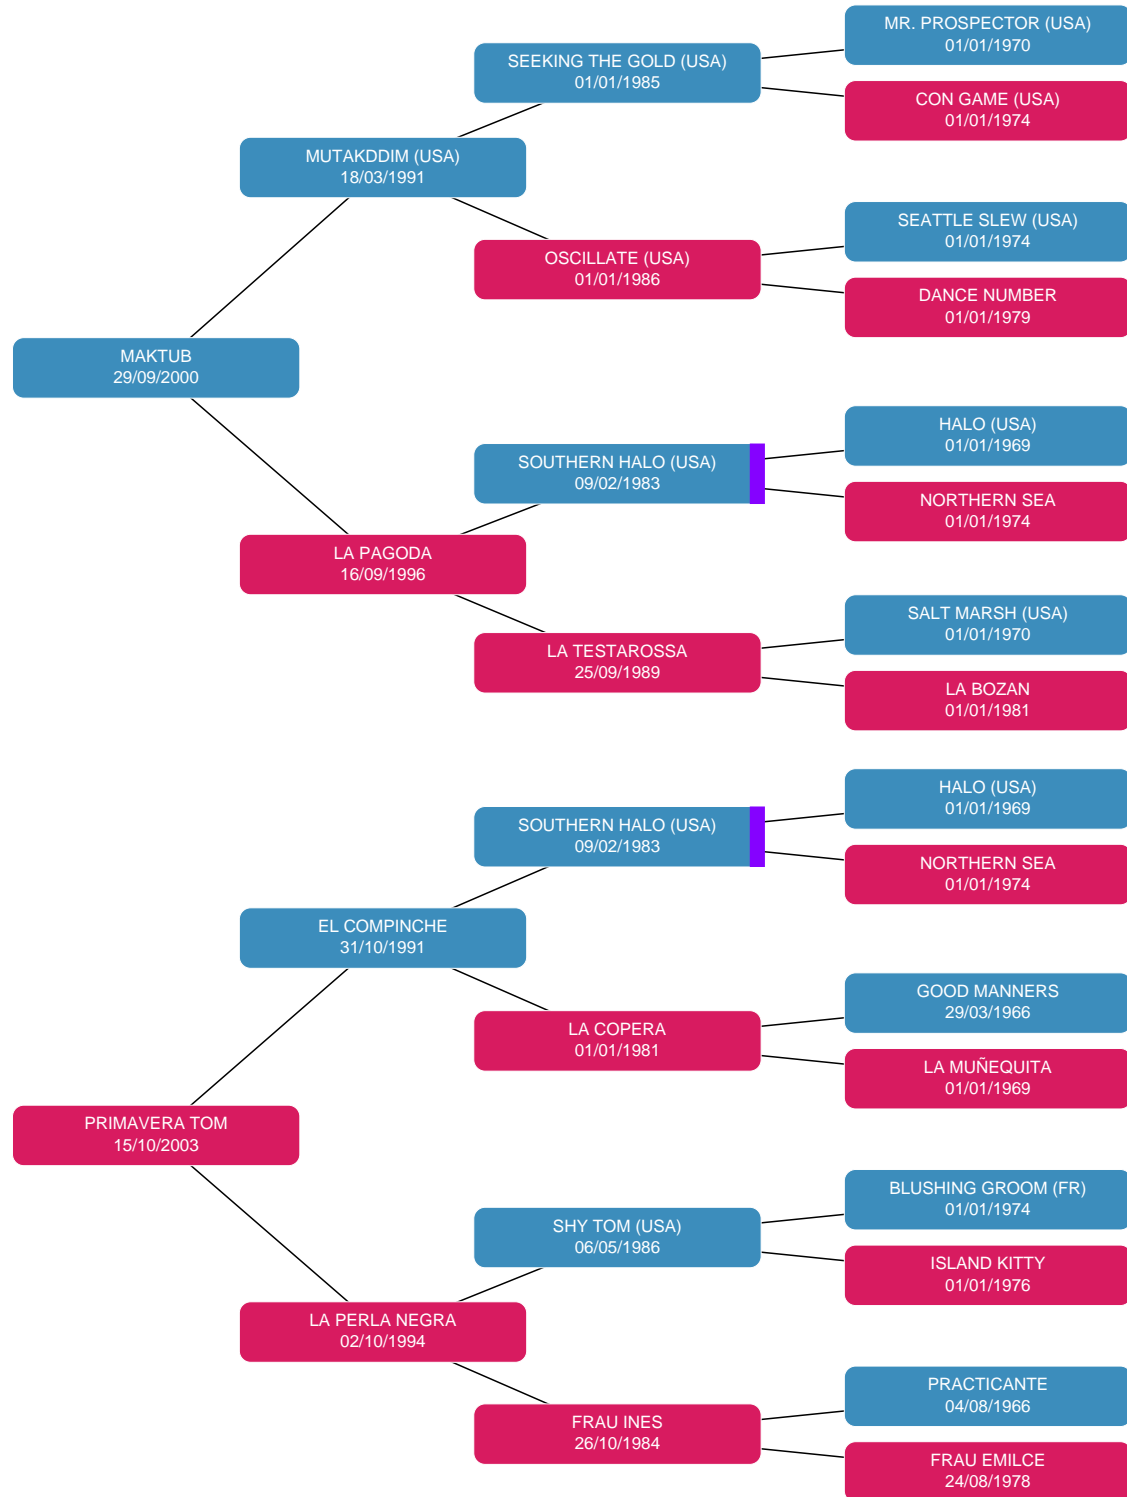 MR. PROSPECTOR (USA)
01/01/1970
SEEKING THE GOLD (USA)
01/01/1985
CON GAME (USA)
01/01/1974
MUTAKDDIM (USA)
18/03/1991
SEATTLE SLEW (USA)
01/01/1974
OSCILLATE (USA)
01/01/1986
DANCE NUMBER
01/01/1979
MAKTUB
29/09/2000
HALO (USA)
01/01/1969
SOUTHERN HALO (USA)
09/02/1983
NORTHERN SEA
01/01/1974
LA PAGODA
16/09/1996
SALT MARSH (USA)
01/01/1970
LA TESTAROSSA
25/09/1989
LA BOZAN
01/01/1981
HALO (USA)
01/01/1969
SOUTHERN HALO (USA)
09/02/1983
NORTHERN SEA
01/01/1974
EL COMPINCHE
31/10/1991
GOOD MANNERS
29/03/1966
LA COPERA
01/01/1981
LA MUÑEQUITA
01/01/1969
PRIMAVERA TOM
15/10/2003
BLUSHING GROOM (FR)
01/01/1974
SHY TOM (USA)
06/05/1986
ISLAND KITTY
01/01/1976
LA PERLA NEGRA
02/10/1994
PRACTICANTE
04/08/1966
FRAU INES
26/10/1984
FRAU EMILCE
24/08/1978